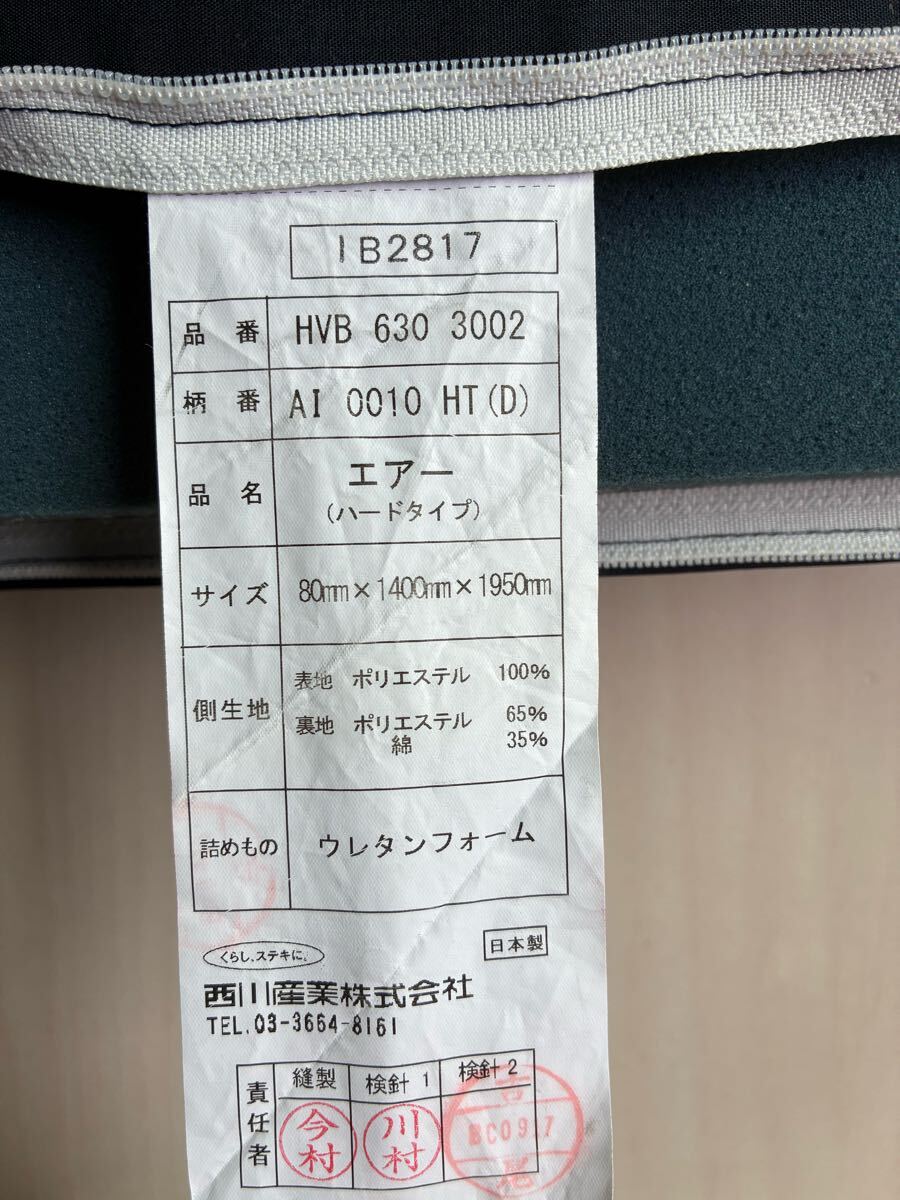 IB2817
品番 HVB 630 3002
柄番 AI 0010 HT(D)
品名 エアー
(ハードタイプ)
サイズ 80mm×1400mm×1950mm
側生地 表地 ポリエステル 100%
裏地 ポリエステル 65%
綿 35%
詰めもの ウレタンフォーム
くらし、ステキに。
日本製
西川産業株式会社
TEL.03-3664-8161
責任者
縫製 検針1 検針2
今村 川村 吉尾
BC09.7